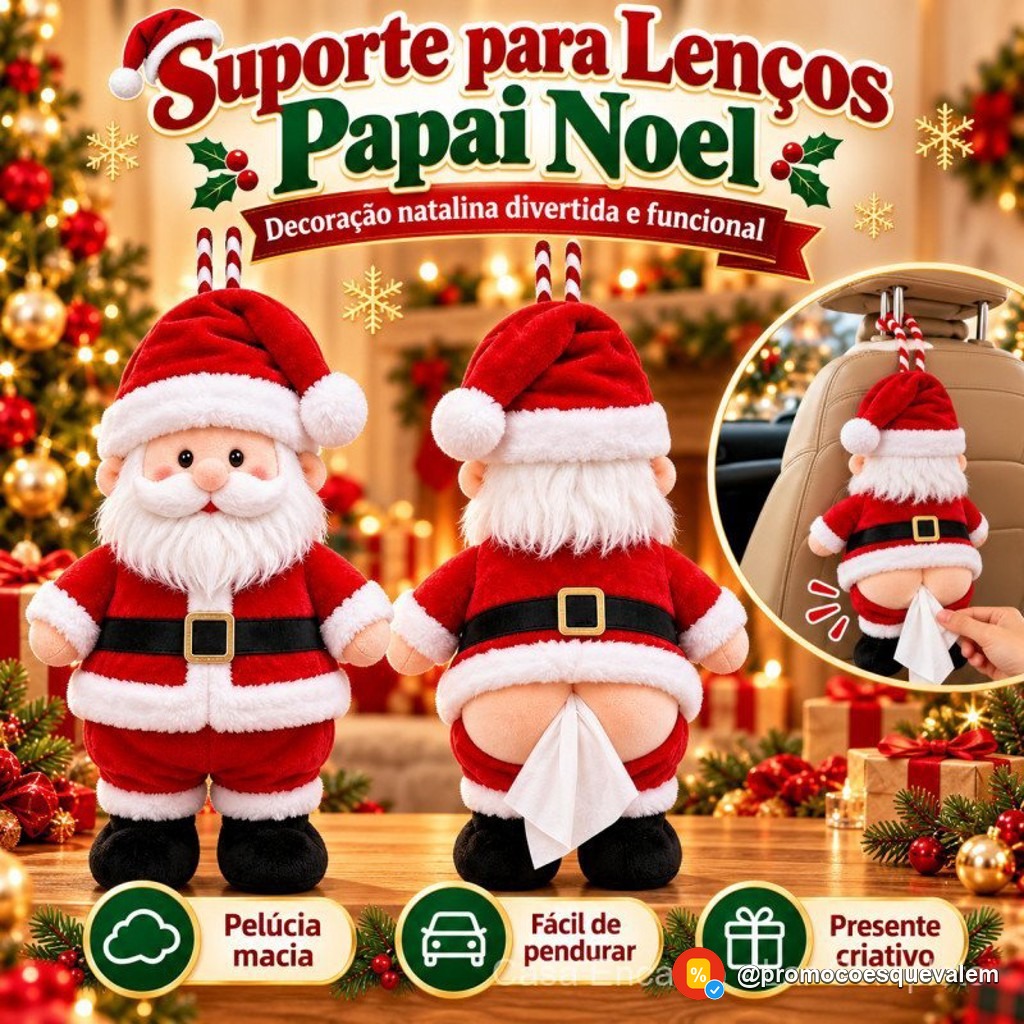 Suporte para Lenços
Papai Noel
Decoração natalina divertida e funcional
Pelúcia
macia
Fácil de
pendurar
Presente
criativo
%
@promocoesquevalem